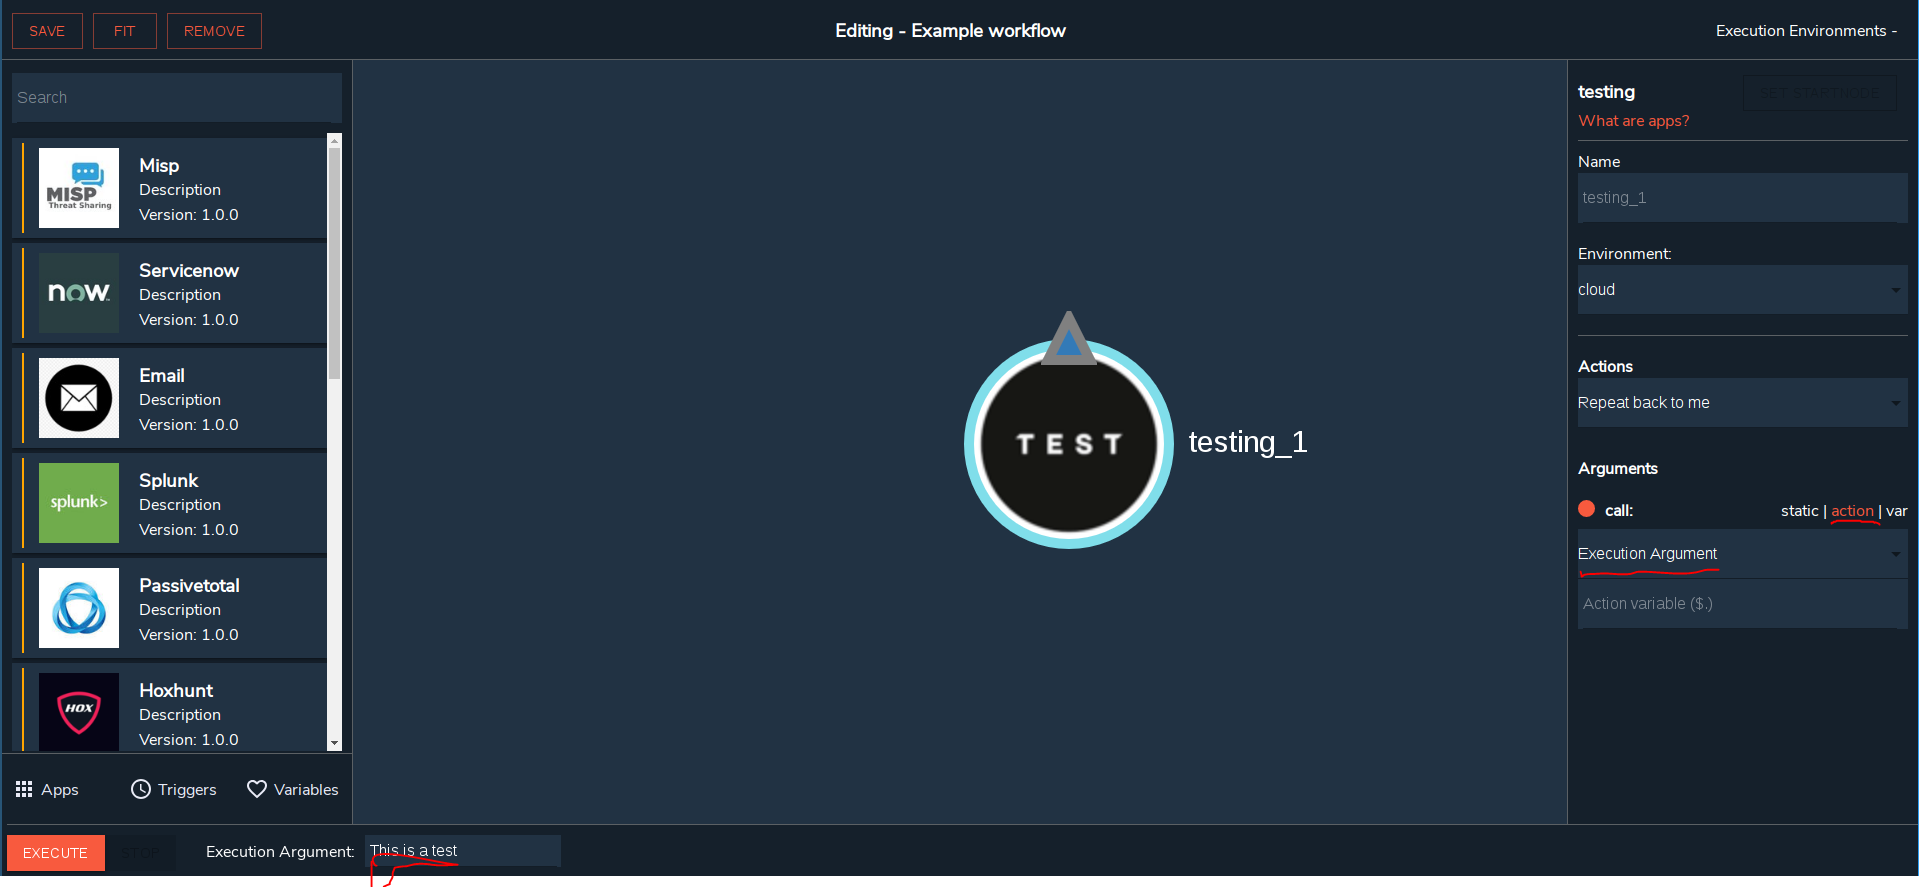 SAVE
FIT
REMOVE
Editing - Example workflow
Execution Environments -
Search
MISP
Threat Sharing
Misp
Description
Version: 1.0.0
now
Servicenow
Description
Version: 1.0.0
Email
Description
Version: 1.0.0
splunk>
Splunk
Description
Version: 1.0.0
Passivetotal
Description
Version: 1.0.0
HOX
Hoxhunt
Description
Version: 1.0.0
Apps
Triggers
Variables
TEST
testing_1
testing
SET STARTNODE
What are apps?
Name
testing_1
Environment:
cloud
Actions
Repeat back to me
Arguments
call:
static | action | var
Execution Argument
Action variable ($.)
EXECUTE
STOP
Execution Argument:
This is a test